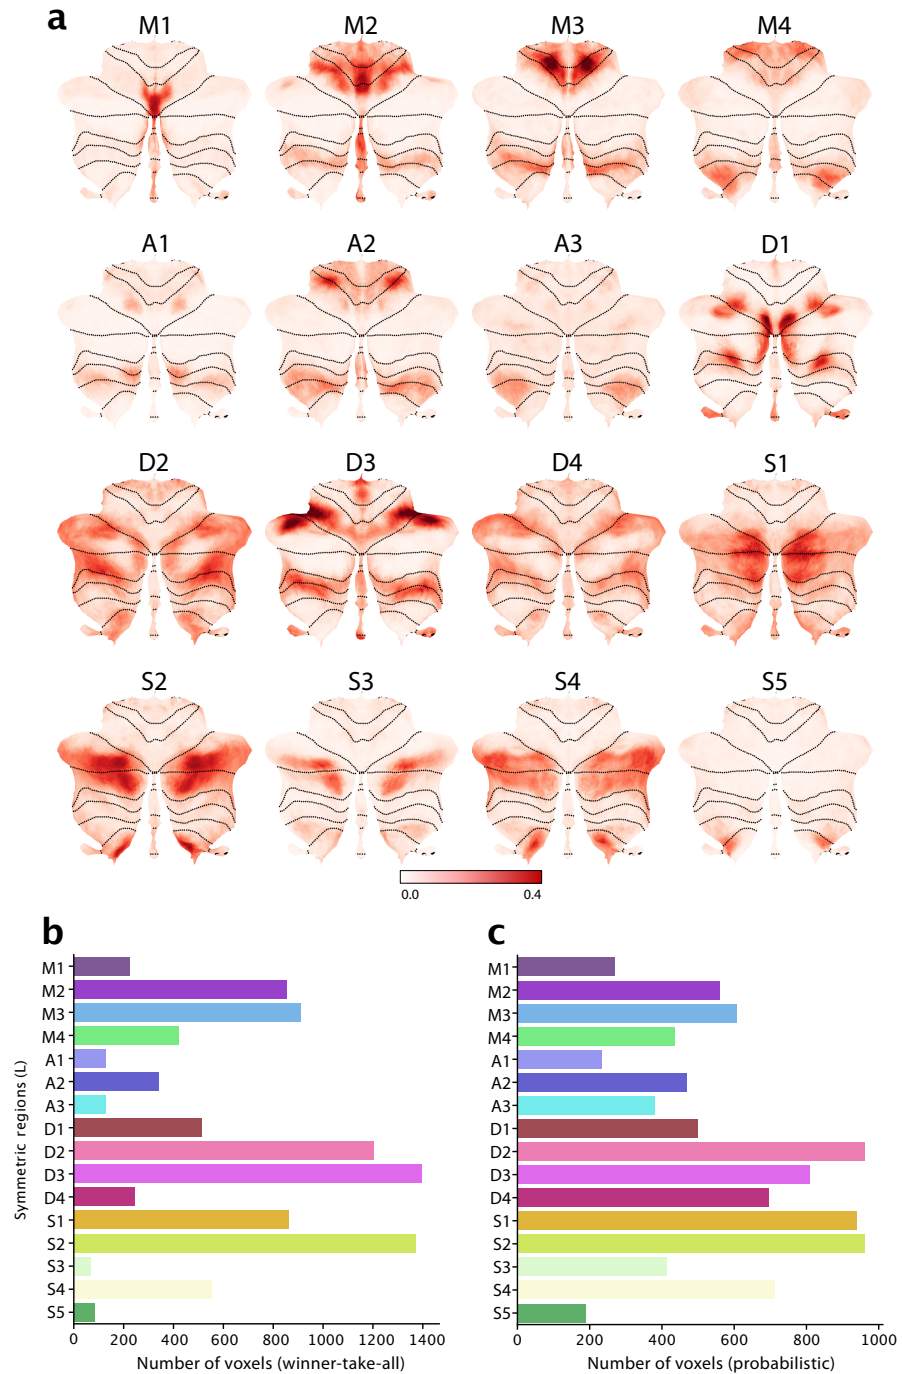 a
M1 M2 M3 M4
A1 A2 A3 D1
D2 D3 D4 S1
S2 S3 S4 S5
0.0 0.4
b
Symmetric regions (L)
M1
M2
M3
M4
A1
A2
A3
D1
D2
D3
D4
S1
S2
S3
S4
S5
0 200 400 600 800 1000 1200 1400
Number of voxels (winner-take-all)
c
M1
M2
M3
M4
A1
A2
A3
D1
D2
D3
D4
S1
S2
S3
S4
S5
0 200 400 600 800 1000
Number of voxels (probabilistic)